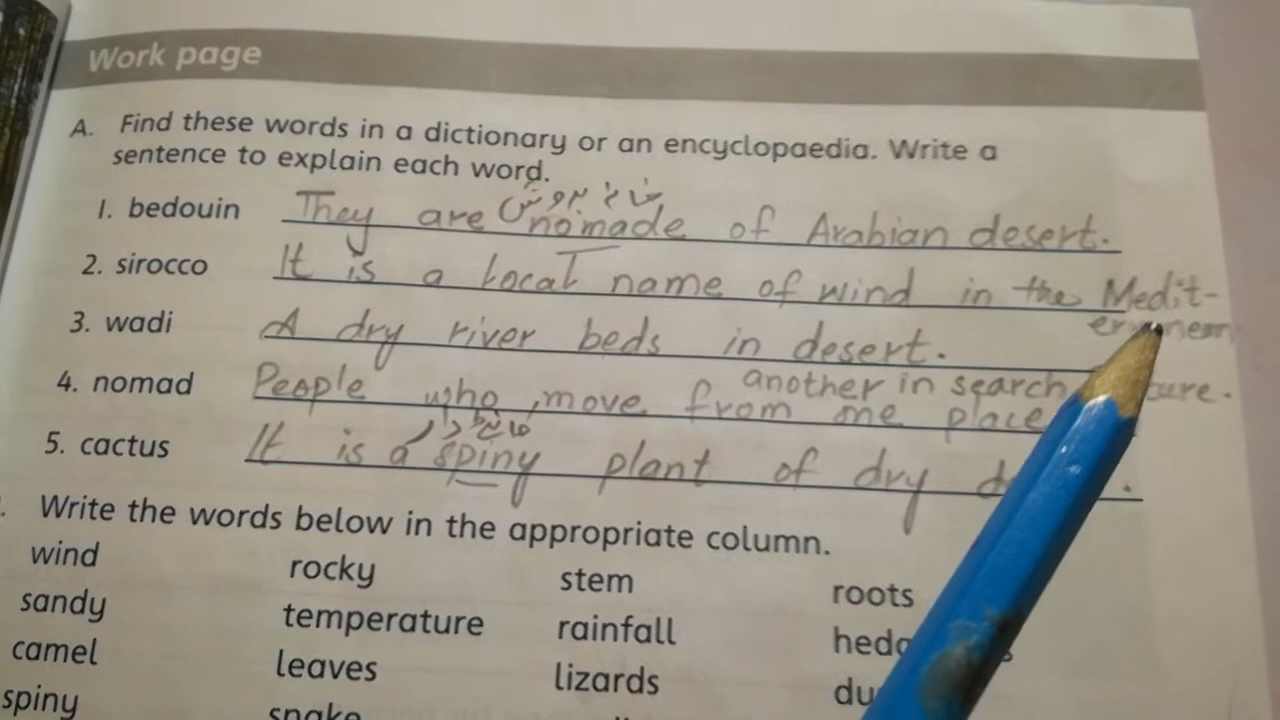 Work page
A. Find these words in a dictionary or an encyclopaedia. Write a
sentence to explain each word.
خانہ بدوش
1. bedouin They are nomade of Arabian desert.
2. sirocco It is a local name of wind in the Medit-
3. wadi A dry river beds in desert.
another in search
4. nomad People who move from one place
خاردار
5. cactus It is a spiny plant of dry
Write the words below in the appropriate column.
wind rocky stem roots
sandy temperature rainfall
camel leaves lizards
spiny snake